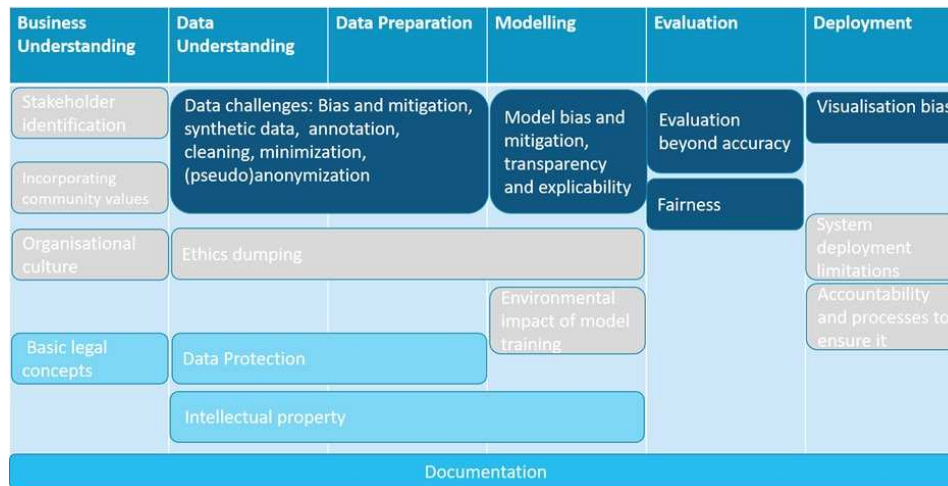 Business
Understanding
Data
Understanding
Data Preparation
Modelling
Evaluation
Deployment
Stakeholder
identification
Data challenges: Bias and mitigation,
synthetic data, annotation,
cleaning, minimization,
(pseudo)anonymization
Model bias and
mitigation,
transparency
and explicability
Evaluation
beyond accuracy
Visualisation bias
Incorporating
community values
Fairness
Organisational
culture
Ethics dumping
System
deployment
limitations
Environmental
impact of model
training
Accountability
and processes to
ensure it
Basic legal
concepts
Data Protection
Intellectual property
Documentation